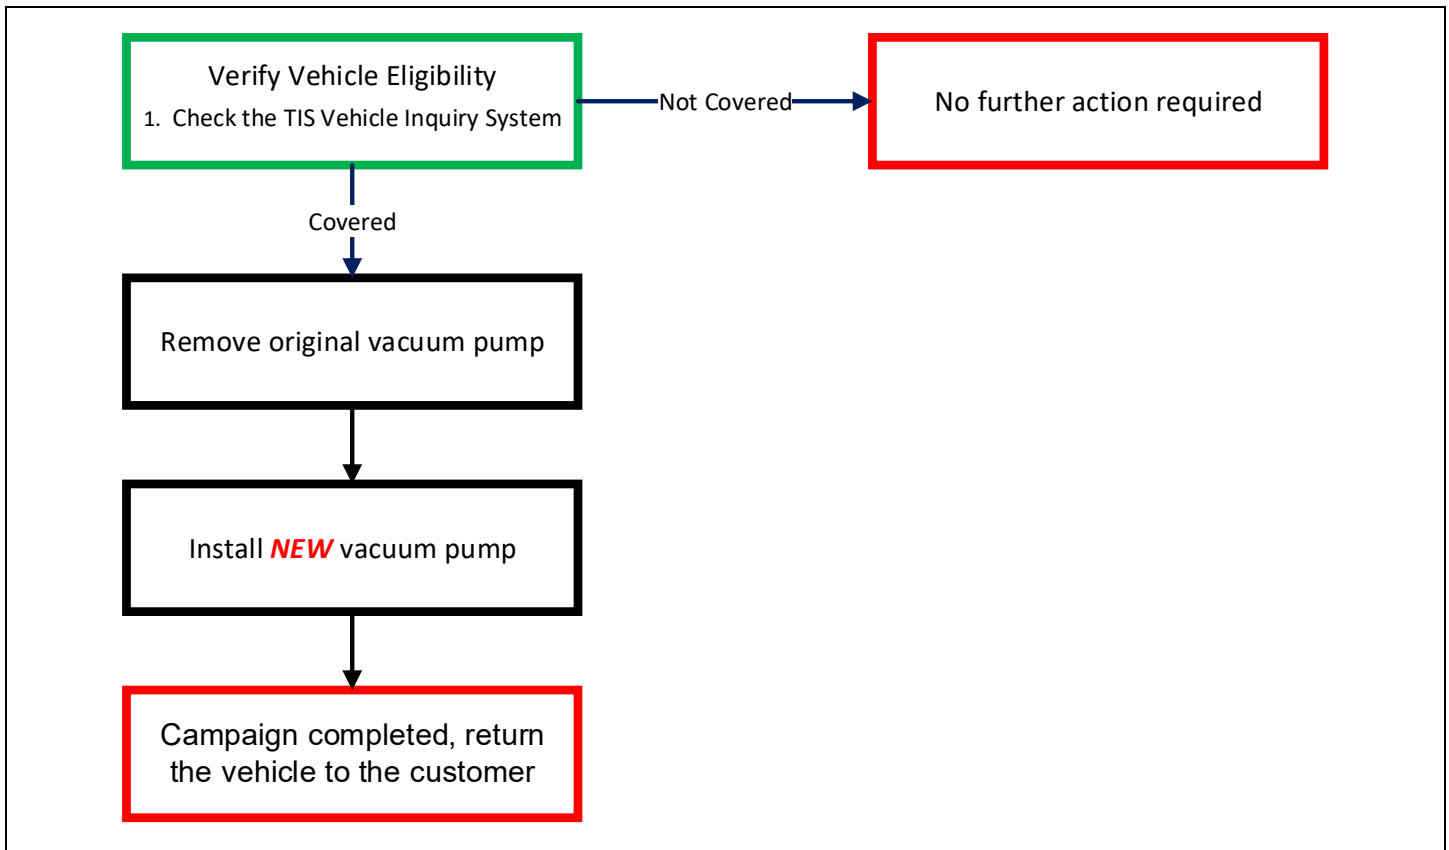 Verify Vehicle Eligibility
1. Check the TIS Vehicle Inquiry System
Not Covered
No further action required
Covered
Remove original vacuum pump
Install NEW vacuum pump
Campaign completed, return
the vehicle to the customer